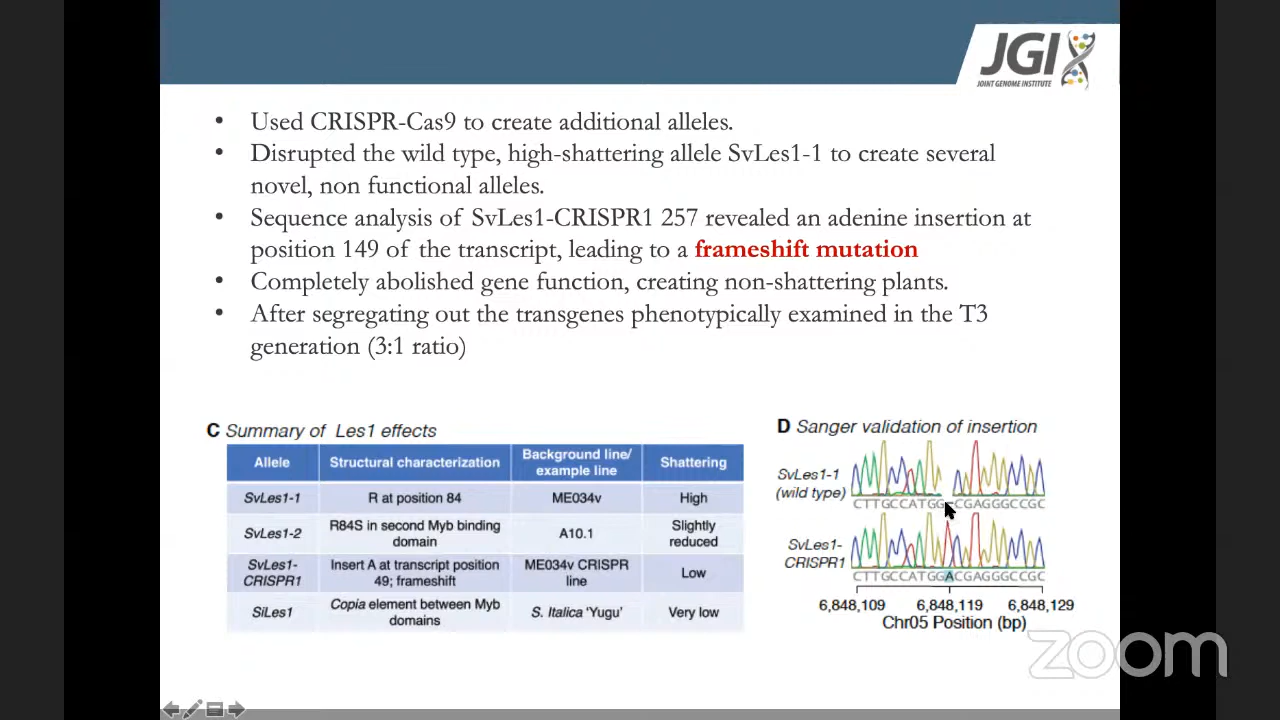 JGI
JOINT GENOME INSTITUTE
• Used CRISPR-Cas9 to create additional alleles.
• Disrupted the wild type, high-shattering allele SvLes1-1 to create several
novel, non functional alleles.
• Sequence analysis of SvLes1-CRISPR1 257 revealed an adenine insertion at
position 149 of the transcript, leading to a frameshift mutation
• Completely abolished gene function, creating non-shattering plants.
• After segregating out the transgenes phenotypically examined in the T3
generation (3:1 ratio)
C Summary of Les1 effects
Allele Structural characterization Background line/ example line Shattering
SvLes1-1 R at position 84 ME034v High
SvLes1-2 R84S in second Myb binding domain A10.1 Slightly reduced
SvLes1-CRISPR1 Insert A at transcript position 49; frameshift ME034v CRISPR line Low
SiLes1 Copia element between Myb domains S. Italica ‘Yugu’ Very low
D Sanger validation of insertion
SvLes1-1
(wild type)
CTTGCCATGG CGAGGGCCGC
SvLes1-
CRISPR1
CTTGCCATGGACGAGGGCCGC
6,848,109 6,848,119 6,848,129
Chr05 Position (bp)
zoom